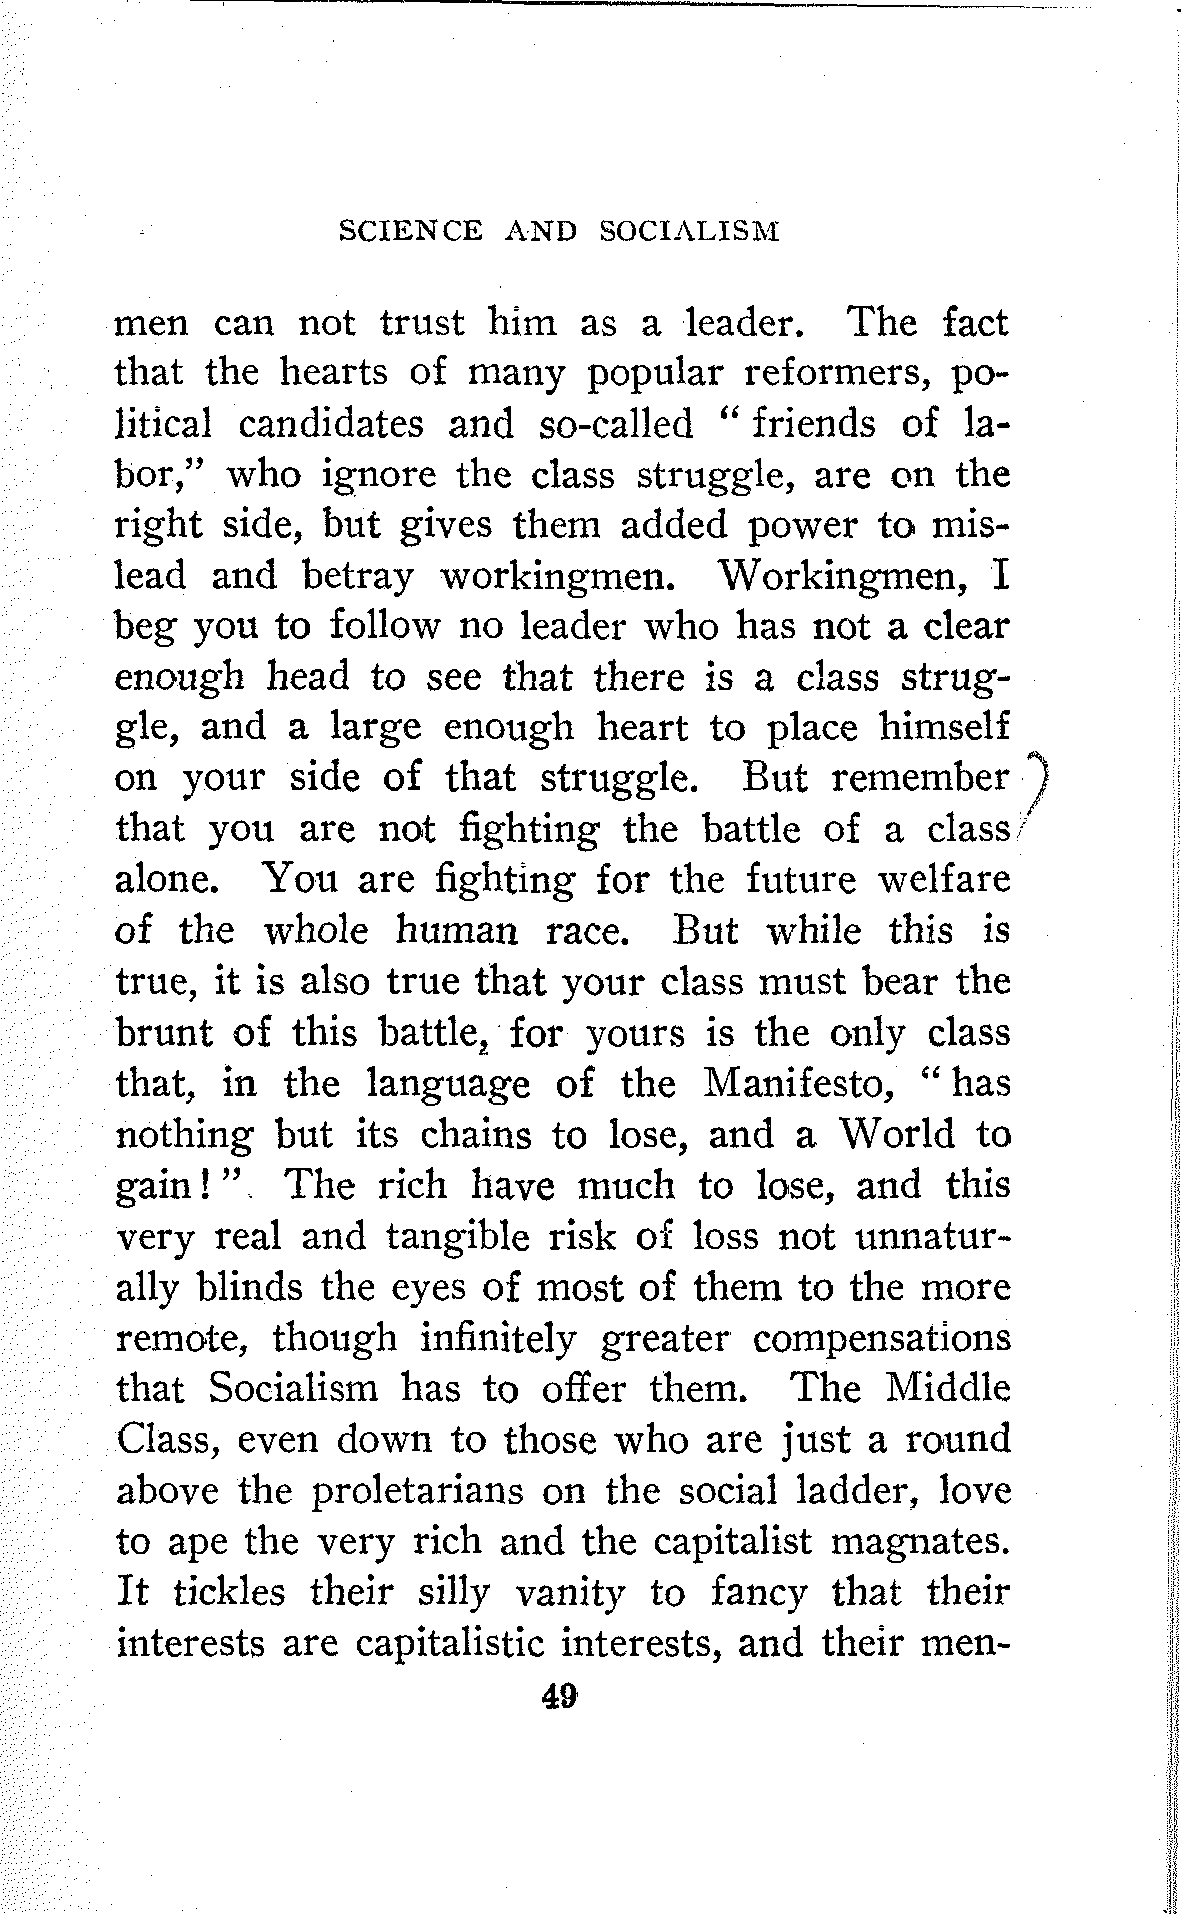 SCIENCE AND SOCIALISM
men can not trust him as a leader. The fact
that the hearts of many popular reformers, po-
litical candidates and so-called " friends of la-
bor," who ignore the class struggle, are on the
right side, but gives them added power to mis-
lead and betray workingmen. Workingmen, I
beg you to follow no leader who has not a clear
enough head to see that there is a class strug-
gle, and a large enough heart to place himself
on your side of that struggle. But remember
that you are not fighting the battle of a class
alone. You are fighting for the future welfare
of the whole human race. But while this is
true, it is also true that your class must bear the
brunt of this battle, for yours is the only class
that, in the language of the Manifesto, " has
nothing but its chains to lose, and a World to
gain! ". The rich have much to lose, and this
very real and tangible risk of loss not unnatur-
ally blinds the eyes of most of them to the more
remote, though infinitely greater compensations
that Socialism has to offer them. The Middle
Class, even down to those who are just a round
above the proletarians on the social ladder, love
to ape the very rich and the capitalist magnates.
It tickles their silly vanity to fancy that their
interests are capitalistic interests, and their men-
49